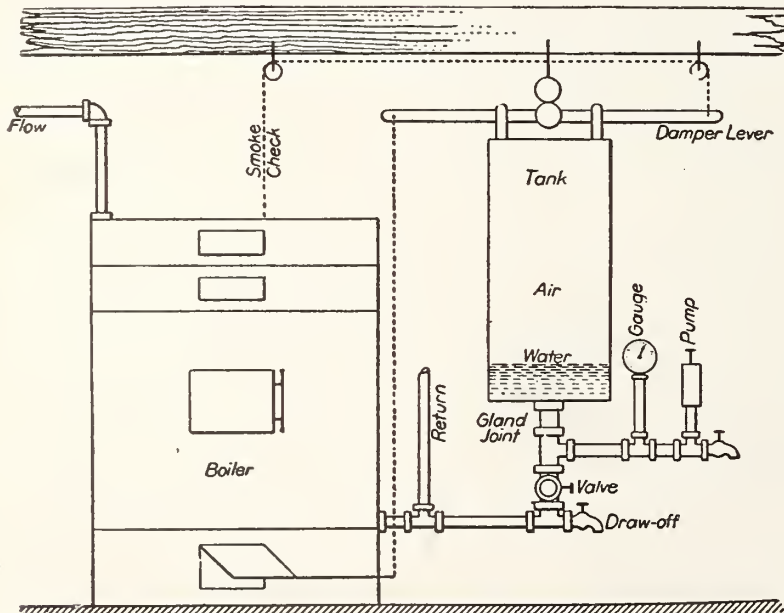 Flow
Smoke
Check
Damper Lever
Tank
Air
Water
Gauge
Pump
Return
Gland
Joint
Boiler
Valve
Draw-off